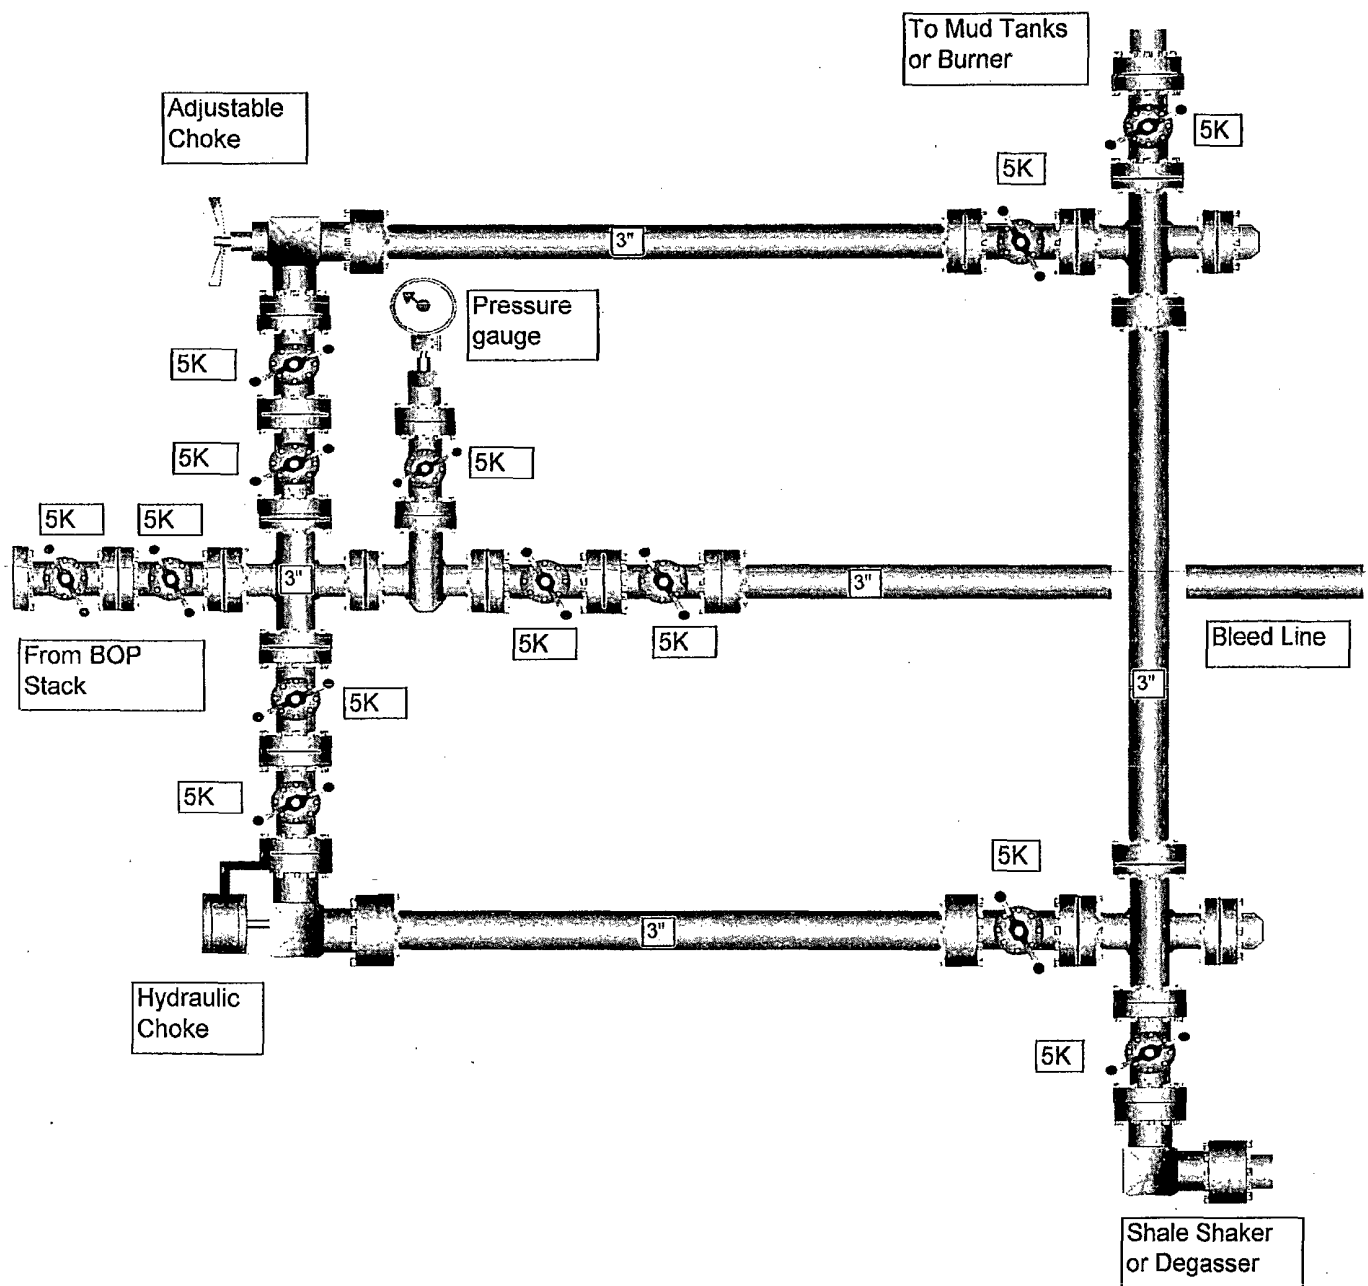 To Mud Tanks
or Burner
Adjustable
Choke
5K
5K
3"
Pressure
gauge
5K
5K
5K
5K
5K
3"
3"
5K
5K
From BOP
Stack
Bleed Line
3"
5K
5K
5K
3"
Hydraulic
Choke
5K
Shale Shaker
or Degasser